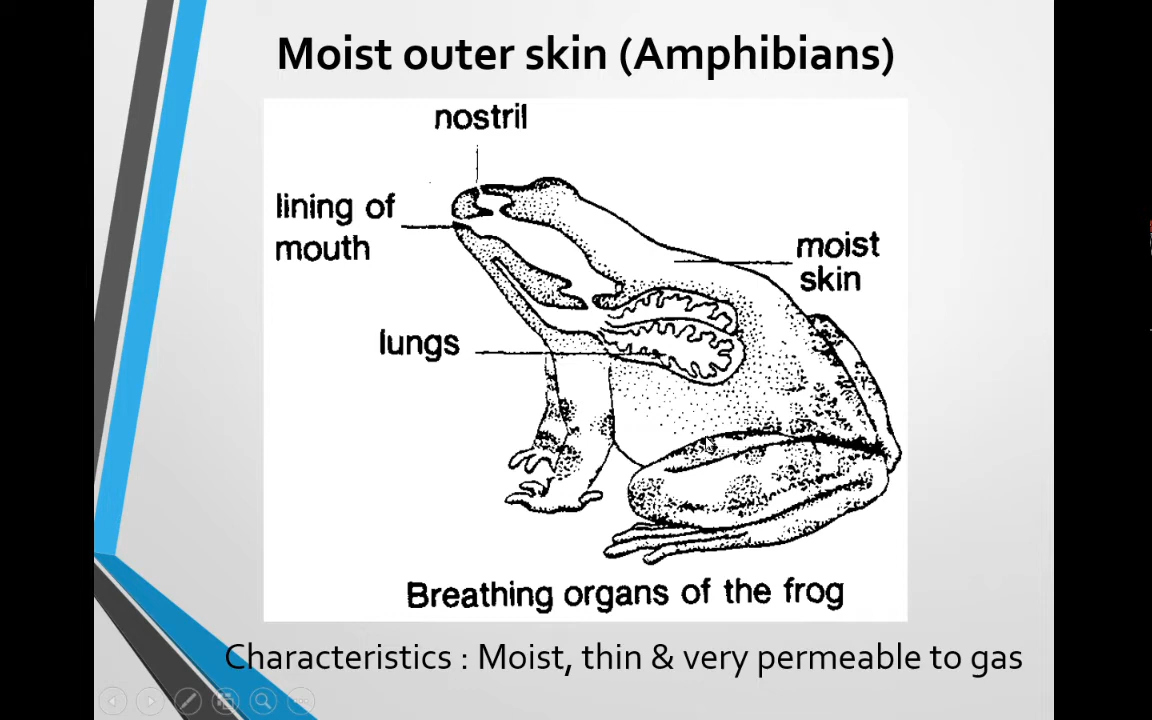 Moist outer skin (Amphibians)
nostril
lining of
mouth
moist
skin
lungs
Breathing organs of the frog
Characteristics : Moist, thin & very permeable to gas